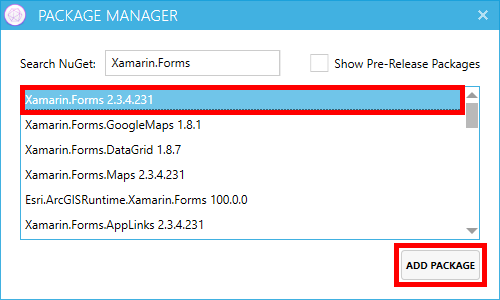 PACKAGE MANAGER
Search NuGet: Xamarin.Forms Show Pre-Release Packages
Xamarin.Forms 2.3.4.231
Xamarin.Forms.GoogleMaps 1.8.1
Xamarin.Forms.DataGrid 1.8.7
Xamarin.Forms.Maps 2.3.4.231
Esri.ArcGISRuntime.Xamarin.Forms 100.0.0
Xamarin.Forms.AppLinks 2.3.4.231
ADD PACKAGE